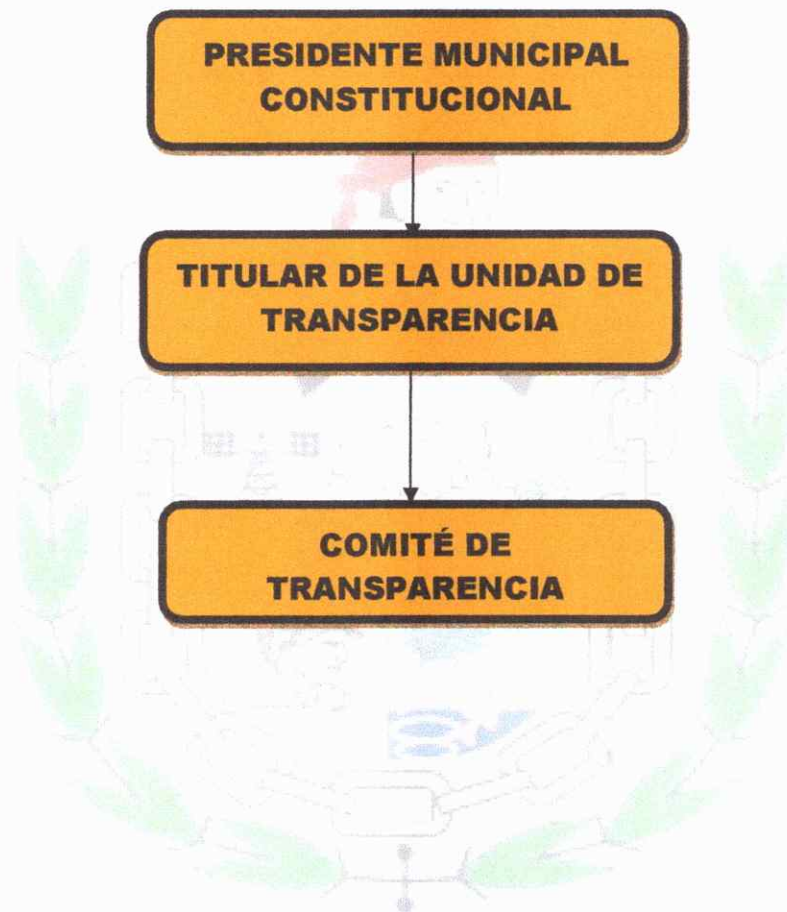 PRESIDENTE MUNICIPAL
CONSTITUCIONAL
TITULAR DE LA UNIDAD DE
TRANSPARENCIA
COMITÉ DE
TRANSPARENCIA